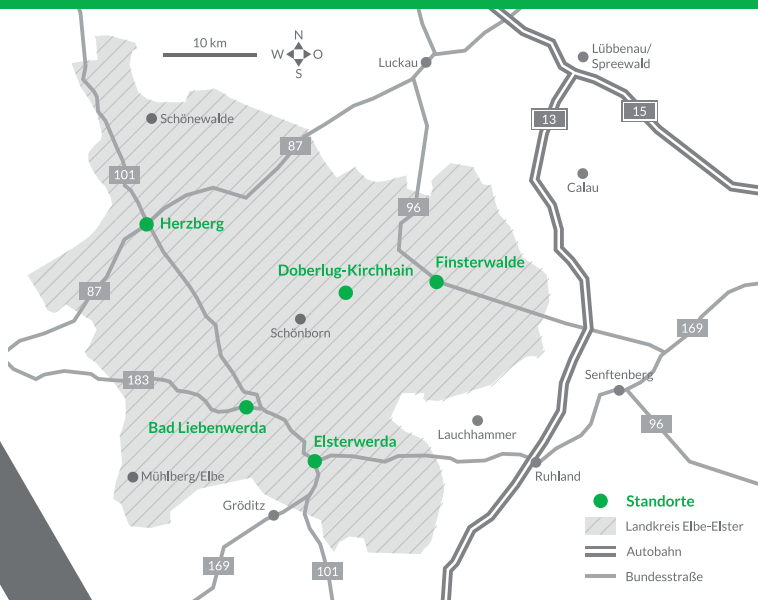 10 km
N
W
O
S
Luckau
Lübbenau/
Spreewald
13
15
Schönewalde
87
101
Calau
96
Herzberg
Doberlug-Kirchhain
Finsterwalde
87
Schönborn
169
183
Senftenberg
Bad Liebenwerda
Elsterwerda
Lauchhammer
96
Mühlberg/Elbe
Ruhland
Gröditz
169
101
Standorte
Landkreis Elbe-Elster
Autobahn
Bundesstraße